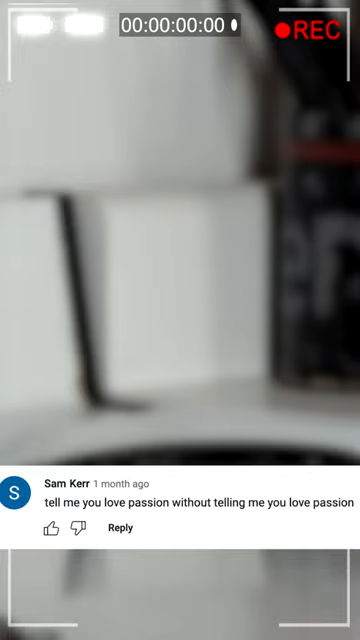 00:00:00:00
REC
S
Sam Kerr 1 month ago
tell me you love passion without telling me you love passion
Reply